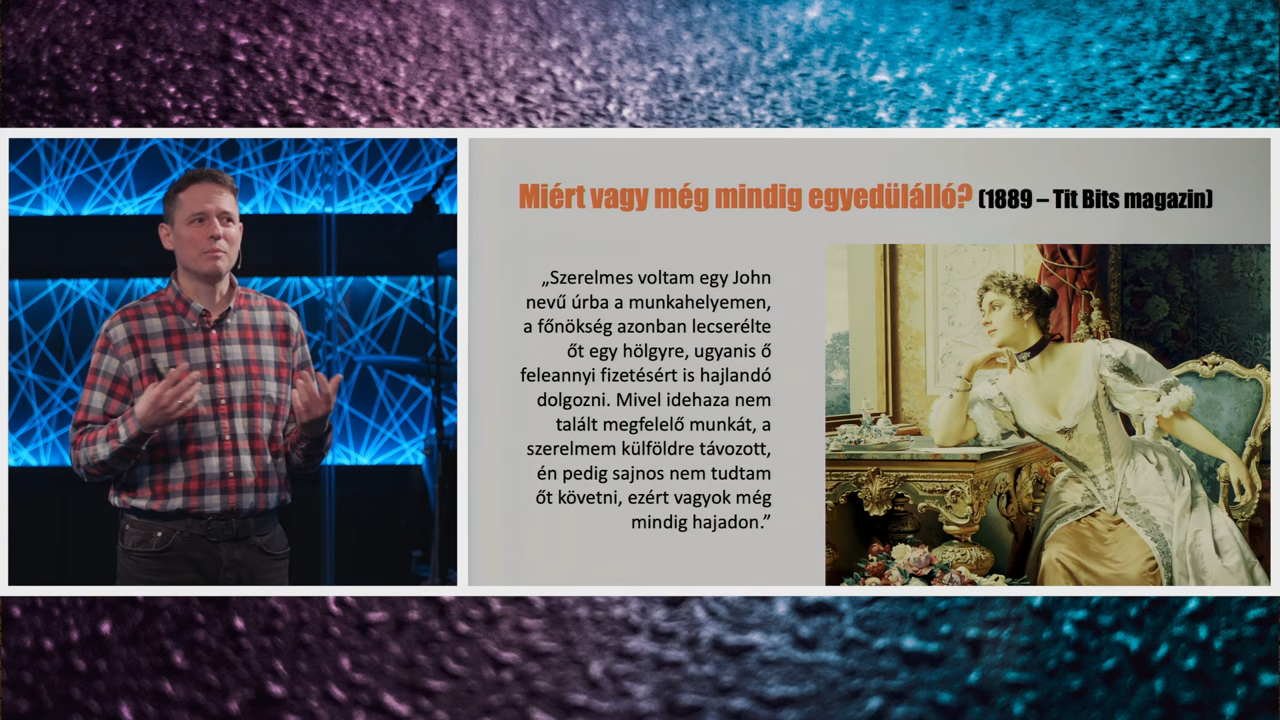 Miért vagy még mindig egyedülálló? (1889 – Tit Bits magazin)
„Szerelmes voltam egy John
nevű úrba a munkahelyemen,
a főnökség azonban lecserélte
őt egy hölgyre, ugyanis ő
feleannyi fizetésért is hajlandó
dolgozni. Mivel idehaza nem
talált megfelelő munkát, a
szerelmem külföldre távozott,
én pedig sajnos nem tudtam
őt követni, ezért vagyok még
mindig hajadon.”